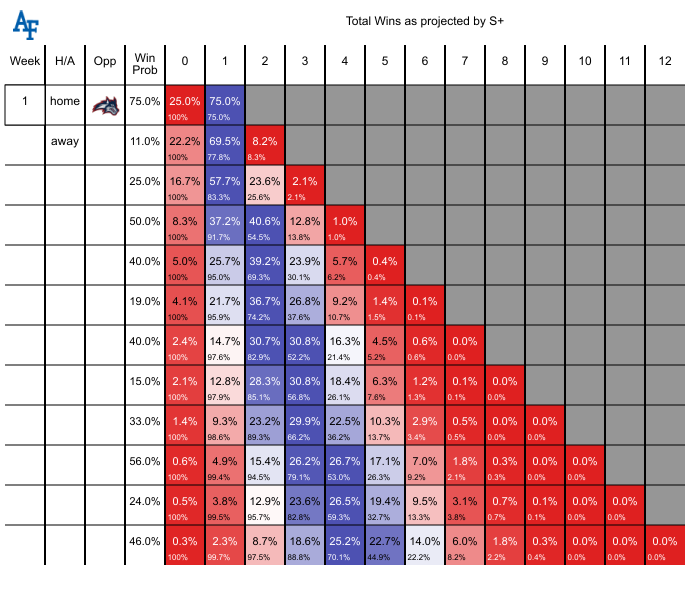 AF
Total Wins as projected by S+
Week H/A Opp Win Prob 0 1 2 3 4 5 6 7 8 9 10 11 12
1 home 75.0% 25.0% 75.0%
100% 75.0%
away 11.0% 22.2% 69.5% 8.2%
100% 77.8% 8.3%
25.0% 16.7% 57.7% 23.6% 2.1%
100% 83.3% 25.6% 2.1%
50.0% 8.3% 37.2% 40.6% 12.8% 1.0%
100% 91.7% 54.5% 13.8% 1.0%
40.0% 5.0% 25.7% 39.2% 23.9% 5.7% 0.4%
100% 95.0% 69.3% 30.1% 6.2% 0.4%
19.0% 4.1% 21.7% 36.7% 26.8% 9.2% 1.4% 0.1%
100% 95.9% 74.2% 37.6% 10.7% 1.5% 0.1%
40.0% 2.4% 14.7% 30.7% 30.8% 16.3% 4.5% 0.6% 0.0%
100% 97.6% 82.9% 52.2% 21.4% 5.2% 0.6% 0.0%
15.0% 2.1% 12.8% 28.3% 30.8% 18.4% 6.3% 1.2% 0.1% 0.0%
100% 97.9% 85.1% 56.8% 26.1% 7.6% 1.3% 0.1% 0.0%
33.0% 1.4% 9.3% 23.2% 29.9% 22.5% 10.3% 2.9% 0.5% 0.0% 0.0%
100% 98.6% 89.3% 66.2% 36.2% 13.7% 3.4% 0.5% 0.0% 0.0%
56.0% 0.6% 4.9% 15.4% 26.2% 26.7% 17.1% 7.0% 1.8% 0.3% 0.0% 0.0%
100% 99.4% 94.5% 79.1% 53.0% 26.3% 9.2% 2.1% 0.3% 0.0% 0.0%
24.0% 0.5% 3.8% 12.9% 23.6% 26.5% 19.4% 9.5% 3.1% 0.7% 0.1% 0.0% 0.0%
100% 99.5% 95.7% 82.8% 59.3% 32.7% 13.3% 3.8% 0.7% 0.1% 0.0% 0.0%
46.0% 0.3% 2.3% 8.7% 18.6% 25.2% 22.7% 14.0% 6.0% 1.8% 0.3% 0.0% 0.0% 0.0%
100% 99.7% 97.5% 88.8% 70.1% 44.9% 22.2% 8.2% 2.2% 0.4% 0.0% 0.0% 0.0%